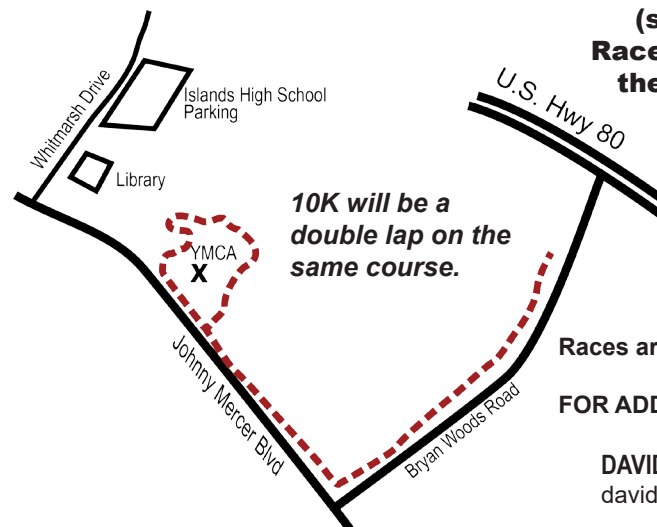 (s
Race
the
U.S. Hwy 80
Whitmarsh Drive
Islands High School
Parking
Library
10K will be a
double lap on the
same course.
YMCA
X
Johnny Mercer Blvd
Bryan Woods Road
Races ar
FOR ADD
DAVID
david